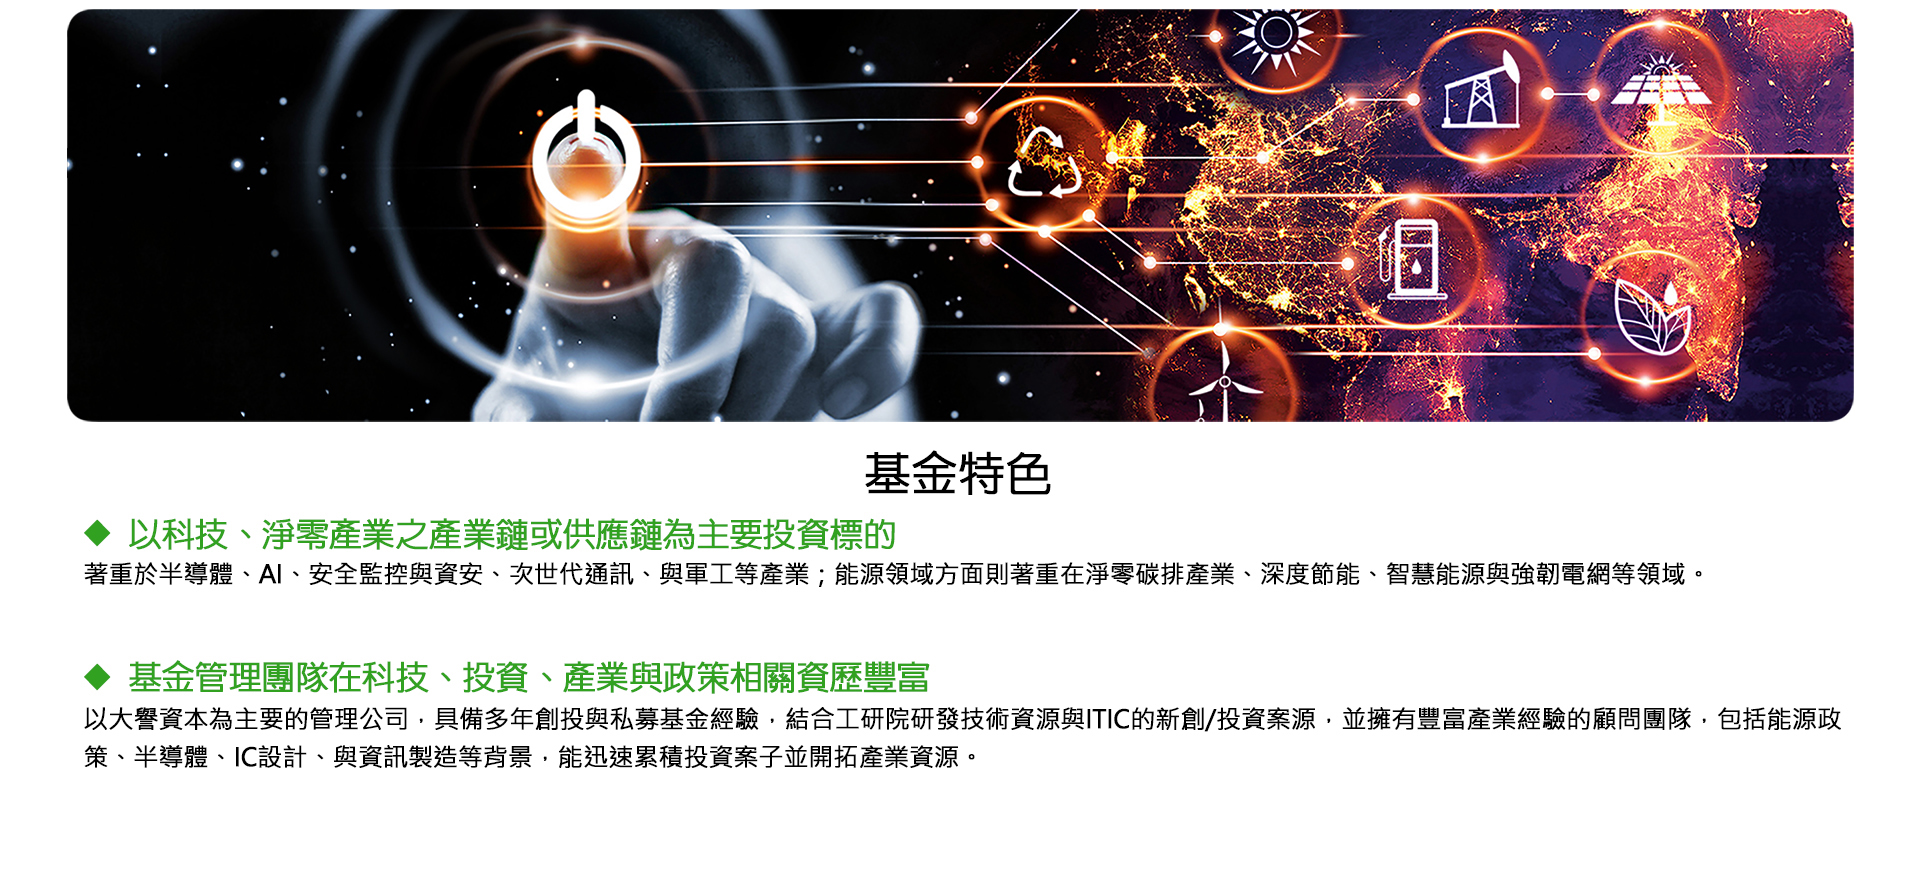 基金特色
◆ 以科技、淨零產業之產業鏈或供應鏈為主要投資標的
著重於半導體、AI、安全監控與資安、次世代通訊、與軍工等產業；能源領域方面則著重在淨零碳排產業、深度節能、智慧能源與強韌電網等領域。
◆ 基金管理團隊在科技、投資、產業與政策相關資歷豐富
以大譽資本為主要的管理公司，具備多年創投與私募基金經驗，結合工研院研發技術資源與ITIC的新創/投資案源，並擁有豐富產業經驗的顧問團隊，包括能源政
策、半導體、IC設計、與資訊製造等背景，能迅速累積投資案子並開拓產業資源。